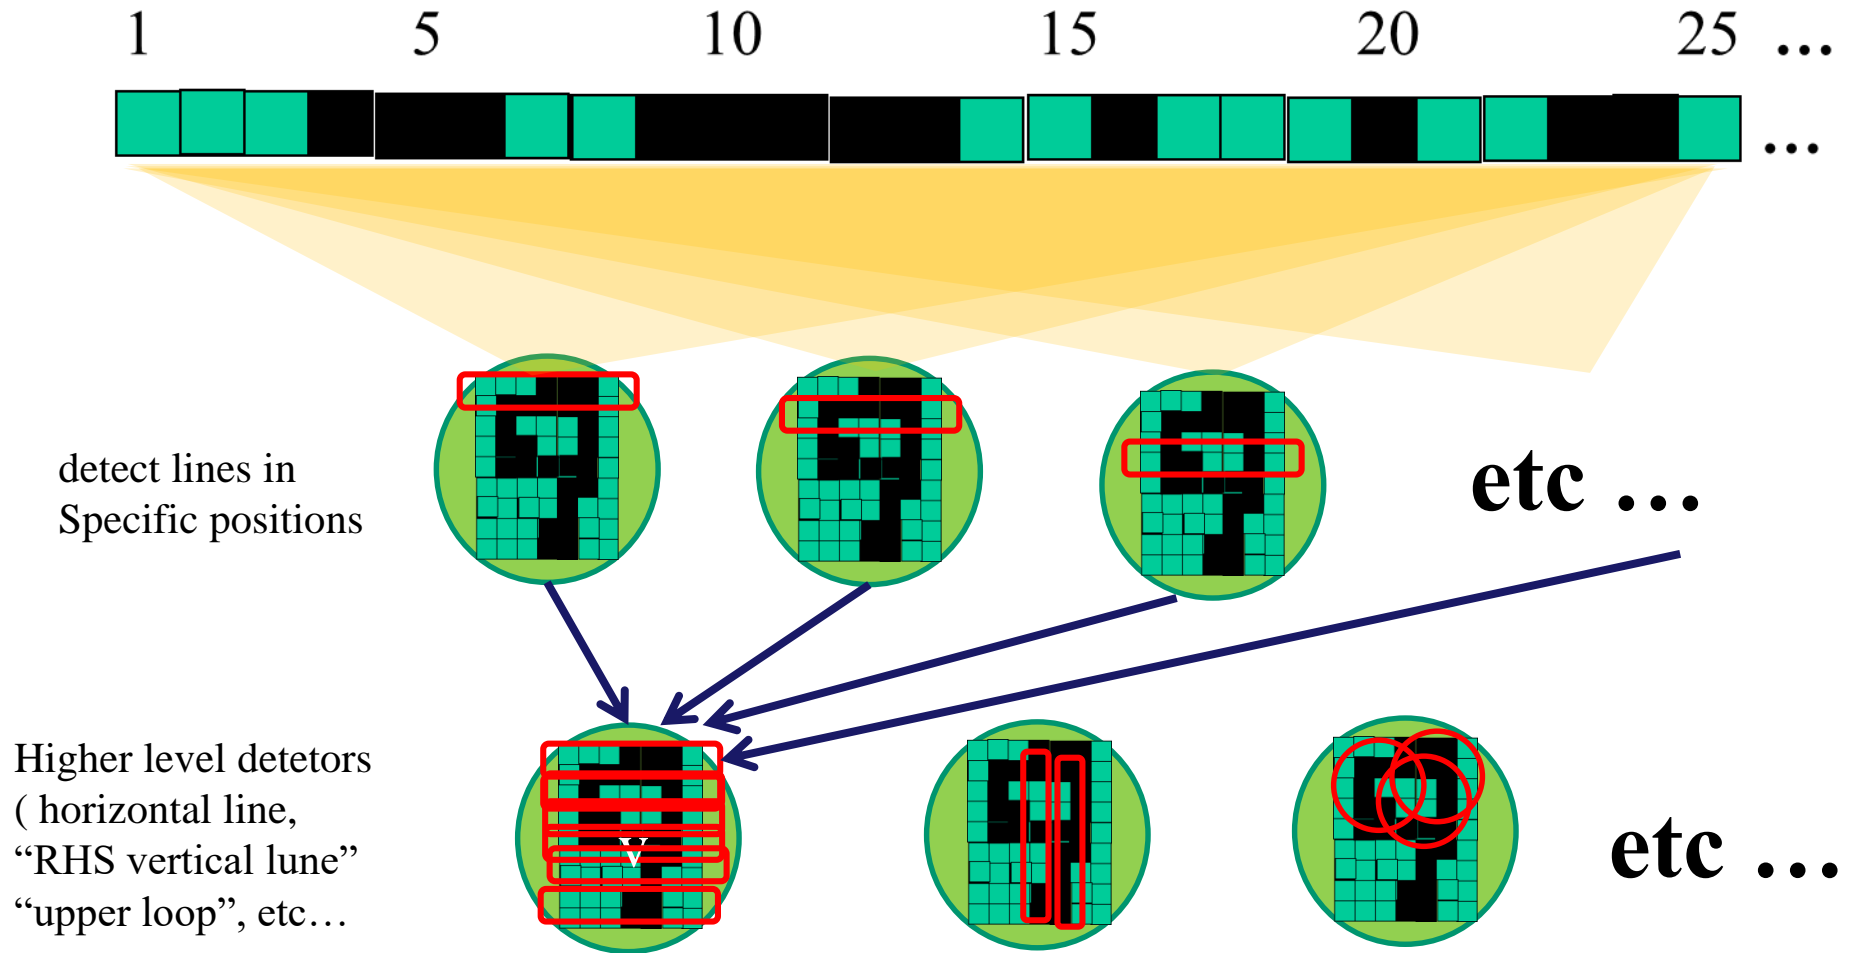 1 5 10 15 20 25 ...
...
detect lines in
Specific positions
etc …
Higher level detetors
( horizontal line,
“RHS vertical lune”
“upper loop”, etc…
v
etc …